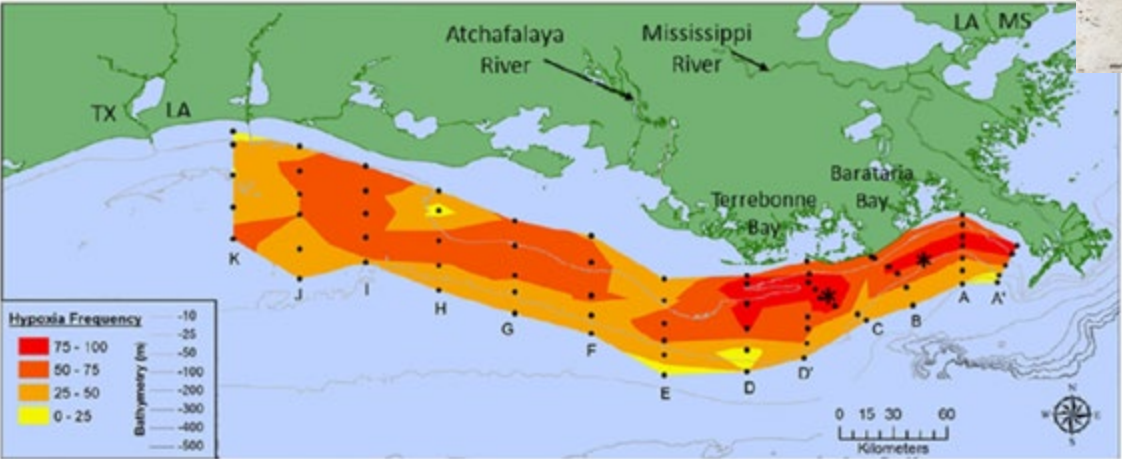 Atchafalaya
River
Mississippi
River
LA
MS
TX
LA
Barataria
Bay
Terrebonne
Bay
K
J
I
H
G
F
E
D
D'
C
B
A
A'
Hypoxia Frequency
75 - 100
50 - 75
25 - 50
0 - 25
Bathymetry (m)
-10
-25
-50
-100
-200
-300
-400
-500
0 15 30 60
Kilometers
N
W
E
S